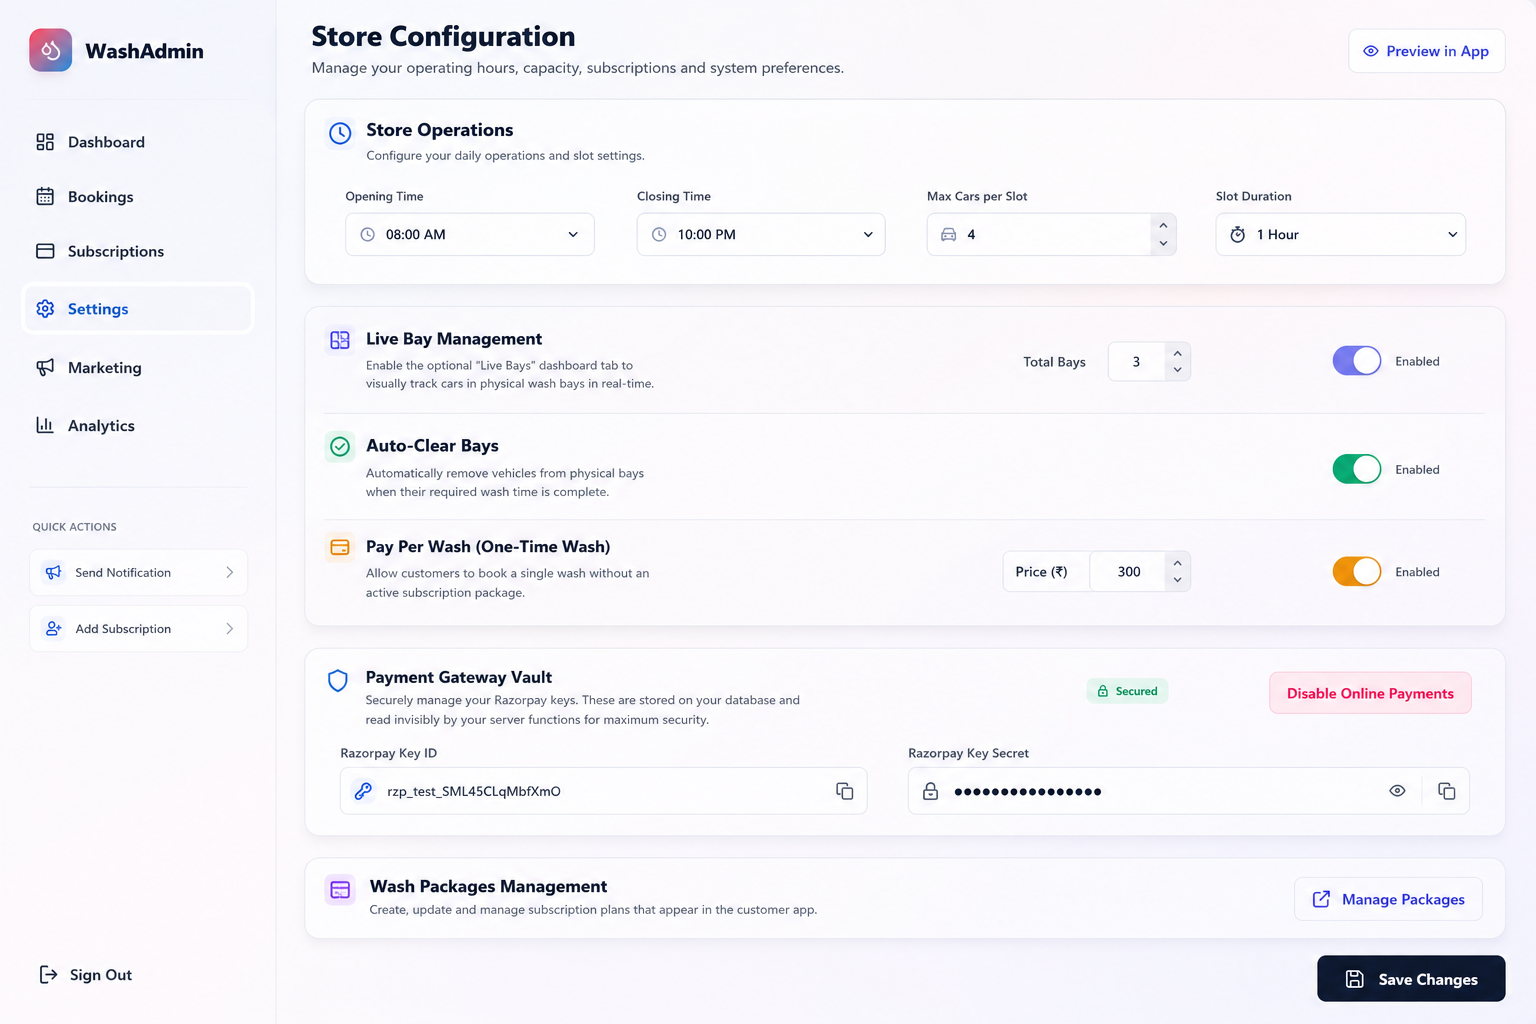 WashAdmin
Dashboard
Bookings
Subscriptions
Settings
Marketing
Analytics
QUICK ACTIONS
Send Notification
Add Subscription
Sign Out
Store Configuration
Manage your operating hours, capacity, subscriptions and system preferences.
Preview in App
Store Operations
Configure your daily operations and slot settings.
Opening Time
08:00 AM
Closing Time
10:00 PM
Max Cars per Slot
4
Slot Duration
1 Hour
Live Bay Management
Enable the optional "Live Bays" dashboard tab to
visually track cars in physical wash bays in real-time.
Total Bays
3
Enabled
Auto-Clear Bays
Automatically remove vehicles from physical bays
when their required wash time is complete.
Enabled
Pay Per Wash (One-Time Wash)
Allow customers to book a single wash without an
active subscription package.
Price (₹)
300
Enabled
Payment Gateway Vault
Securely manage your Razorpay keys. These are stored on your database and
read invisibly by your server functions for maximum security.
Secured
Disable Online Payments
Razorpay Key ID
rzp_test_SML45CLqMbfXmO
Razorpay Key Secret
••••••••••••••••
Wash Packages Management
Create, update and manage subscription plans that appear in the customer app.
Manage Packages
Save Changes